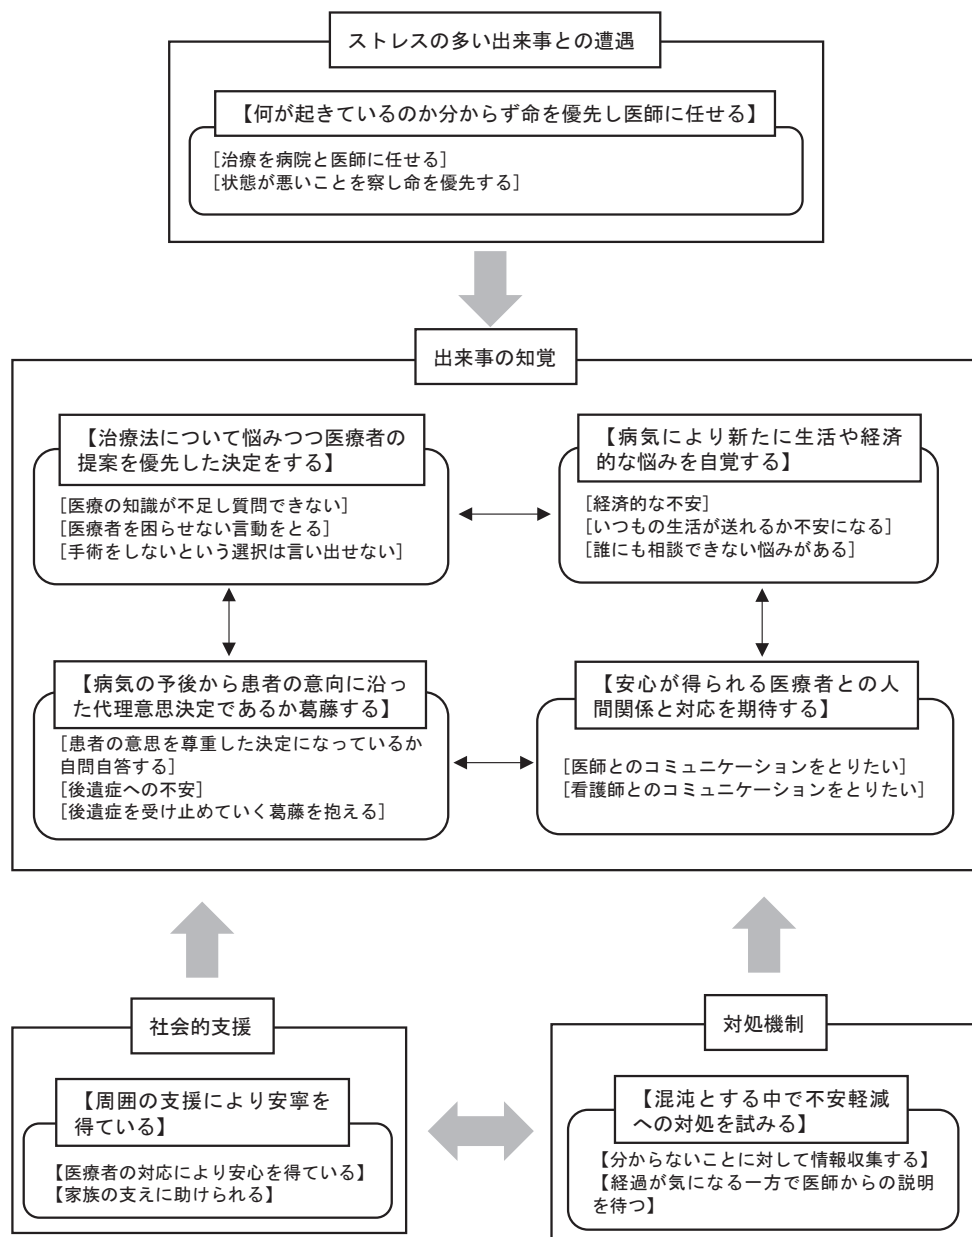 ストレスの多い出来事との遭遇
【何が起きているのか分からず命を優先し医師に任せる】
[治療を病院と医師に任せる]
[状態が悪いことを察し命を優先する]
出来事の知覚
【治療法について悩みつつ医療者の
提案を優先した決定をする】
[医療の知識が不足し質問できない]
[医療者を困らせない言動をとる]
[手術をしないという選択は言い出せない]
【病気により新たに生活や経済
的な悩みを自覚する】
[経済的な不安]
[いつもの生活が送れるか不安になる]
[誰にも相談できない悩みがある]
【病気の予後から患者の意向に沿っ
た代理意思決定であるか葛藤する】
[患者の意思を尊重した決定になっているか
自問自答する]
[後遺症への不安]
[後遺症を受け止めていく葛藤を抱える]
【安心が得られる医療者との人
間関係と対応を期待する】
[医師とのコミュニケーションをとりたい]
[看護師とのコミュニケーションをとりたい]
社会的支援
【周囲の支援により安寧を
得ている】
【医療者の対応により安心を得ている】
【家族の支えに助けられる】
対処機制
【混沌とする中で不安軽減
への対処を試みる】
【分からないことに対して情報収集する】
【経過が気になる一方で医師からの説明
を待つ】